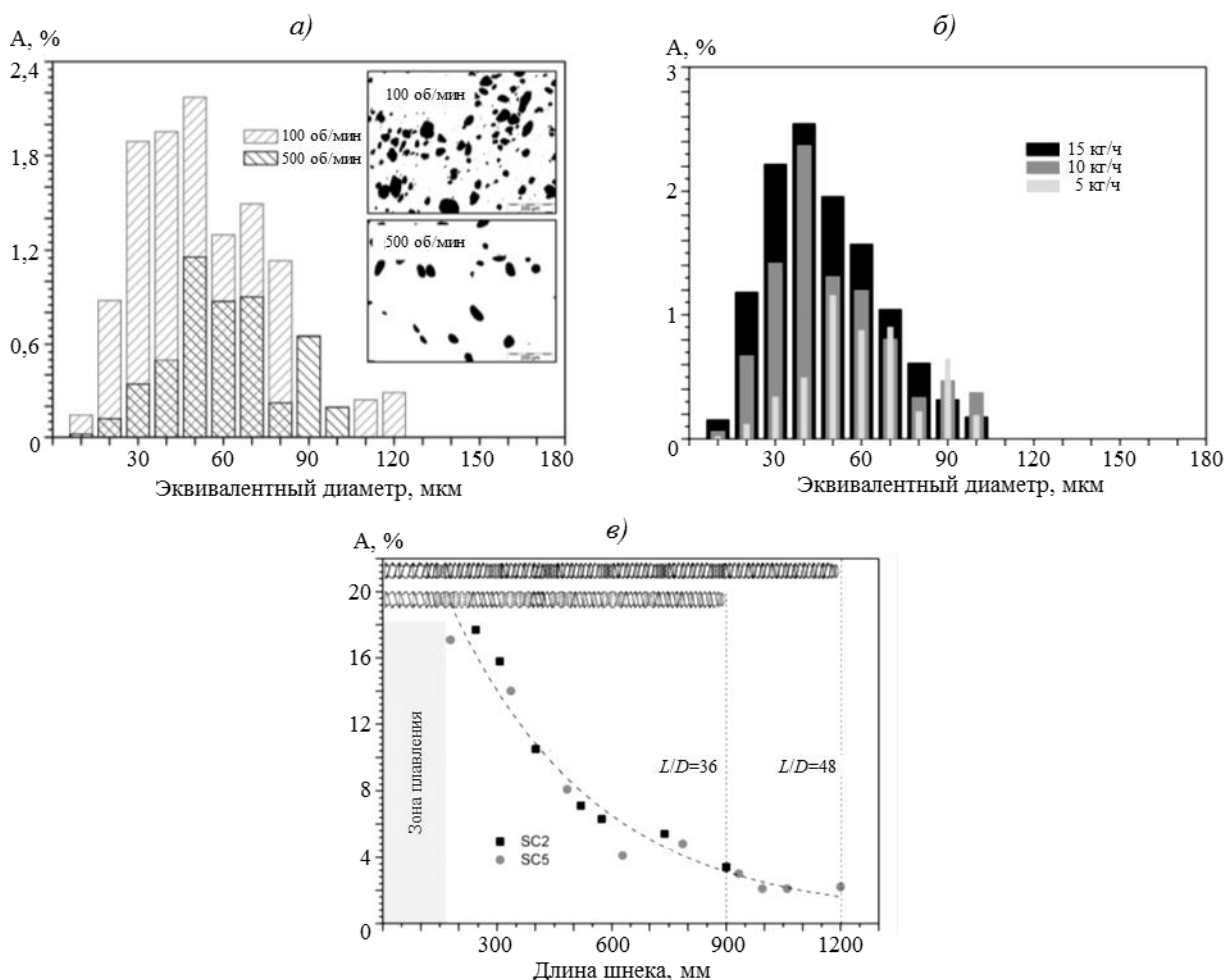 а)
А, %
2,4
1,8
1,2
0,6
0
30 60 90 120 150 180
Эквивалентный диаметр, мкм
100 об/мин
500 об/мин
100 об/мин
500 об/мин
б)
А, %
3
2
1
0
30 60 90 120 150 180
Эквивалентный диаметр, мкм
15 кг/ч
10 кг/ч
5 кг/ч
в)
А, %
20
16
12
8
4
0
300 600 900 1200
Длина шнека, мм
Зона плавления
L/D=36
L/D=48
SC2
SC5